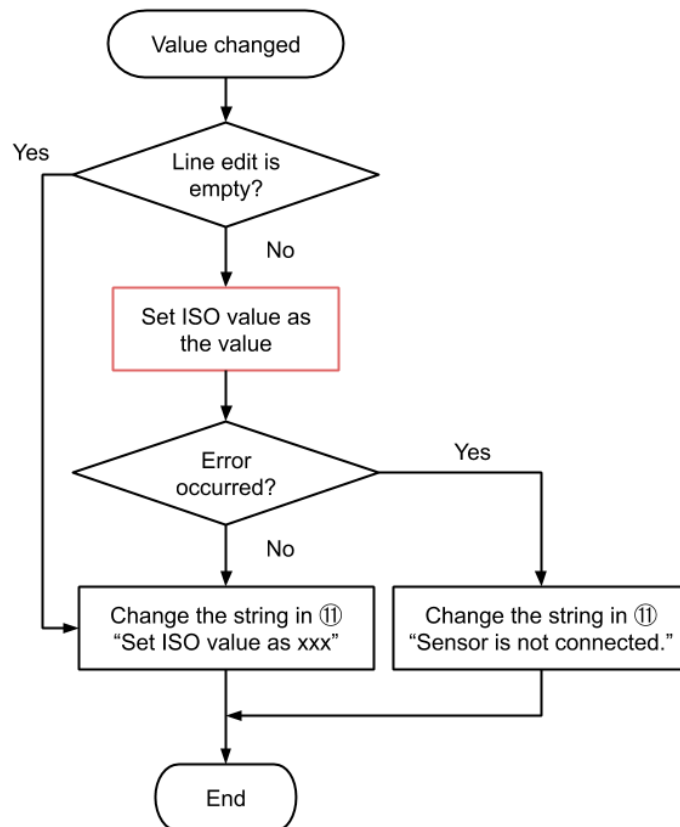 Value changed
Yes
Line edit is
empty?
No
Set ISO value as
the value
Error
occurred?
Yes
No
Change the string in ⑪
“Set ISO value as xxx”
Change the string in ⑪
“Sensor is not connected.”
End